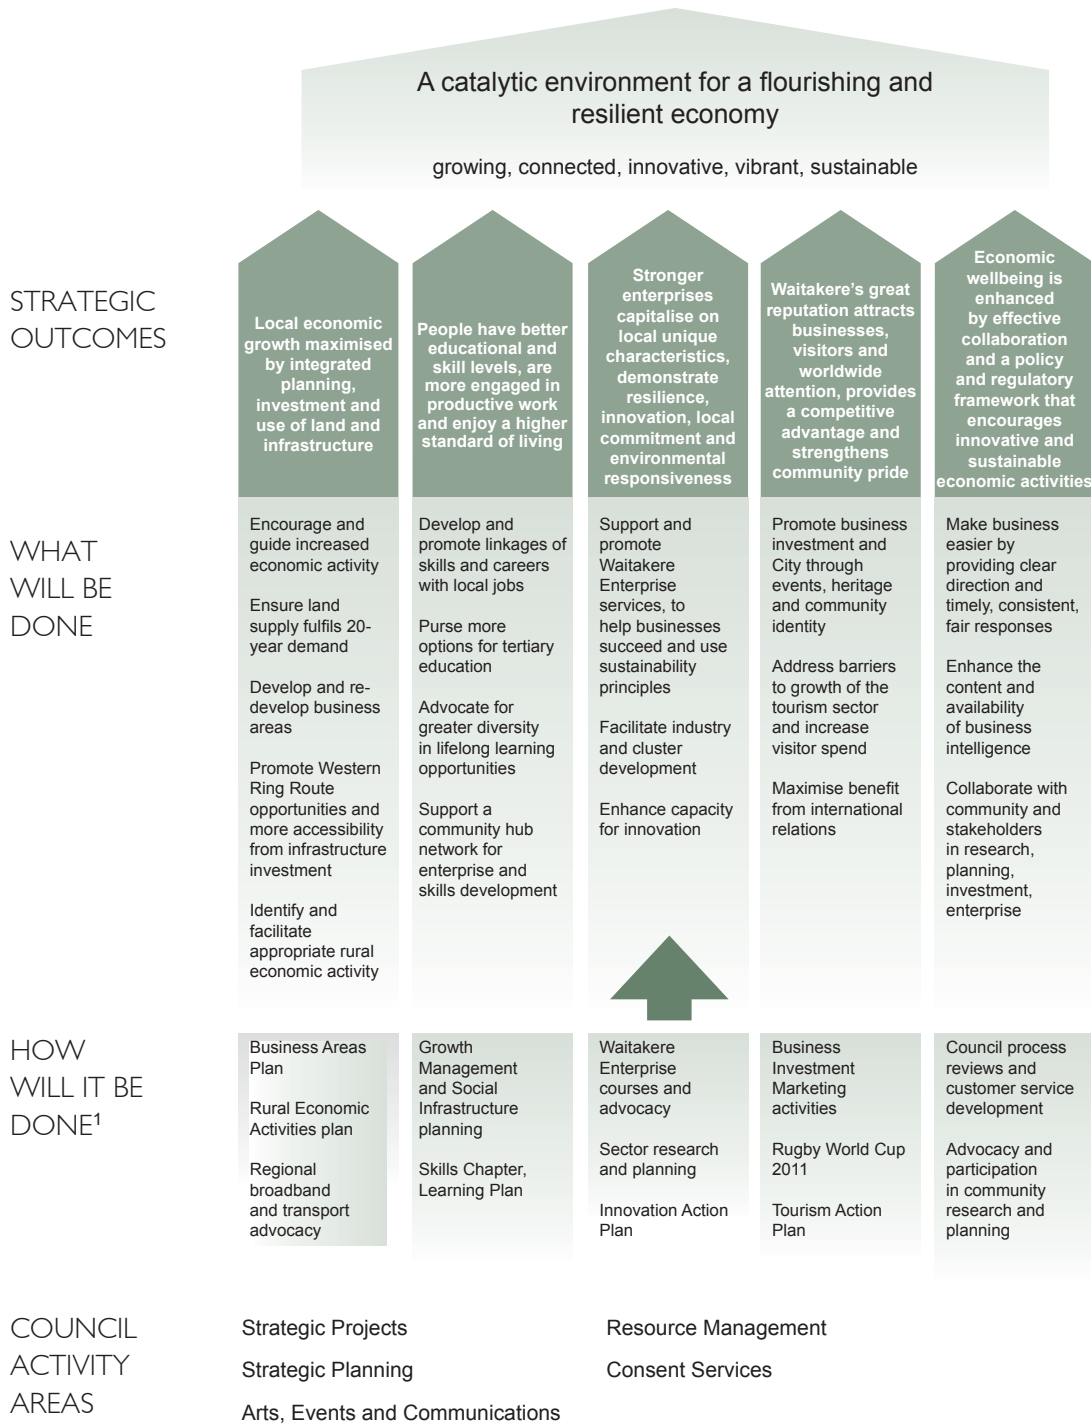 A catalytic environment for a flourishing and
resilient economy
growing, connected, innovative, vibrant, sustainable
STRATEGIC
OUTCOMES
Local economic
growth maximised
by integrated
planning,
investment and
use of land and
infrastructure
People have better
educational and
skill levels, are
more engaged in
productive work
and enjoy a higher
standard of living
Stronger
enterprises
capitalise on
local unique
characteristics,
demonstrate
resilience,
innovation, local
commitment and
environmental
responsiveness
Waitakere’s great
reputation attracts
businesses,
visitors and
worldwide
attention, provides
a competitive
advantage and
strengthens
community pride
Economic
wellbeing is
enhanced
by effective
collaboration
and a policy
and regulatory
framework that
encourages
innovative and
sustainable
economic activities
WHAT
WILL BE
DONE
Encourage and
guide increased
economic activity
Ensure land
supply fulfils 20-
year demand
Develop and re-
develop business
areas
Promote Western
Ring Route
opportunities and
more accessibility
from infrastructure
investment
Identify and
facilitate
appropriate rural
economic activity
Develop and
promote linkages of
skills and careers
with local jobs
Purse more
options for tertiary
education
Advocate for
greater diversity
in lifelong learning
opportunities
Support a
community hub
network for
enterprise and
skills development
Support and
promote
Waitakere
Enterprise
services, to
help businesses
succeed and use
sustainability
principles
Facilitate industry
and cluster
development
Enhance capacity
for innovation
Promote business
investment and
City through
events, heritage
and community
identity
Address barriers
to growth of the
tourism sector
and increase
visitor spend
Maximise benefit
from international
relations
Make business
easier by
providing clear
direction and
timely, consistent,
fair responses
Enhance the
content and
availability
of business
intelligence
Collaborate with
community and
stakeholders
in research,
planning,
investment,
enterprise
HOW
WILL IT BE
DONE¹
Business Areas
Plan
Rural Economic
Activities plan
Regional
broadband
and transport
advocacy
Growth
Management
and Social
Infrastructure
planning
Skills Chapter,
Learning Plan
Waitakere
Enterprise
courses and
advocacy
Sector research
and planning
Innovation Action
Plan
Business
Investment
Marketing
activities
Rugby World Cup
2011
Tourism Action
Plan
Council process
reviews and
customer service
development
Advocacy and
participation
in community
research and
planning
COUNCIL
ACTIVITY
AREAS
Strategic Projects
Strategic Planning
Arts, Events and Communications
Resource Management
Consent Services